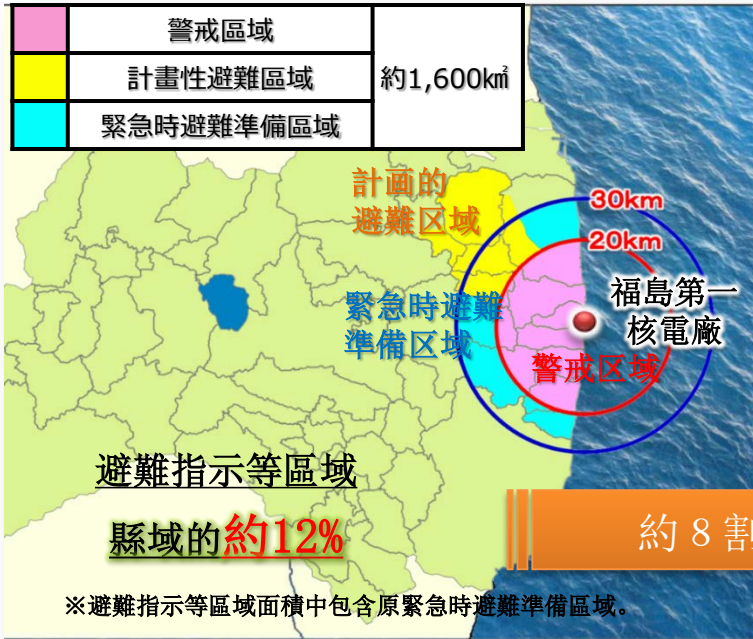 警戒區域
計畫性避難區域
緊急時避難準備區域
約1,600㎢
計画的
避難区域
30km
20km
緊急時避難
準備区域
福島第一
核電廠
警戒区域
避難指示等區域
縣域的約12%
約８割
※避難指示等區域面積中包含原緊急時避難準備區域。